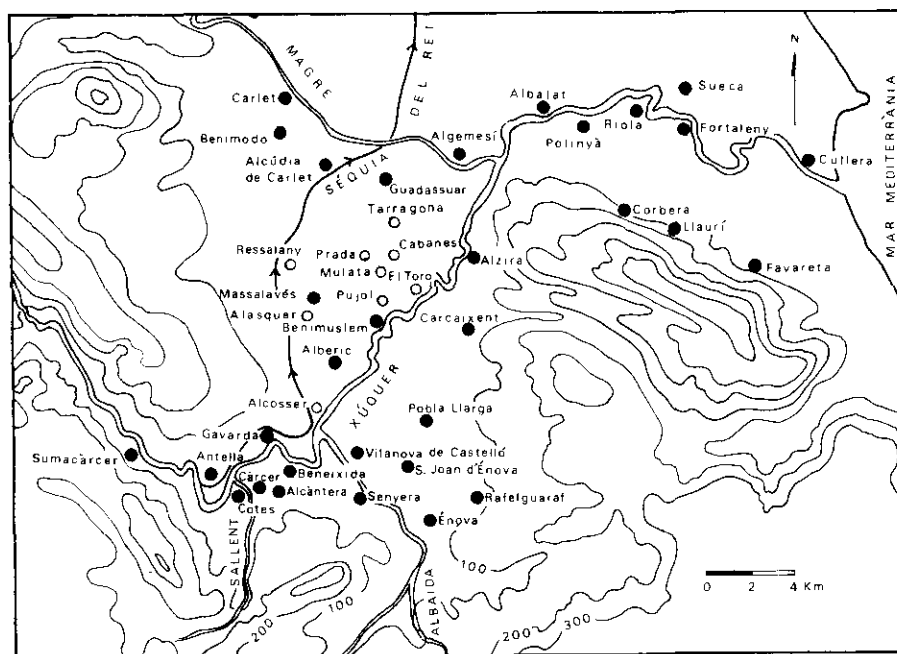 MAGRE
SÉQUIA DEL REI
N
Carlet
Benimodo
Alcúdia
de Carlet
Algemesí
Albalat
Polinyà
Riola
Sueca
Fortaleny
Cullera
MAR MEDITERRÀNIA
Guadassuar
Tarragona
Corbera
Llaurí
Favareta
Ressalany
Prada
Cabanes
Mulata
El Toro
Alzira
Massalavés
Pujol
Alasquar
Benimuslem
Carcaixent
Alberic
XÚQUER
Alcosser
Pobla Llarga
Gavarda
Sumacàrcer
Antella
Vilanova de Castelló
S. Joan d'Énova
Càrcer
Beneixida
Alcàntera
Cotes
Senyera
Rafelguaraf
Énova
SALLENT
ALBAIDA
100
200
100
200
300
0 2 4 Km